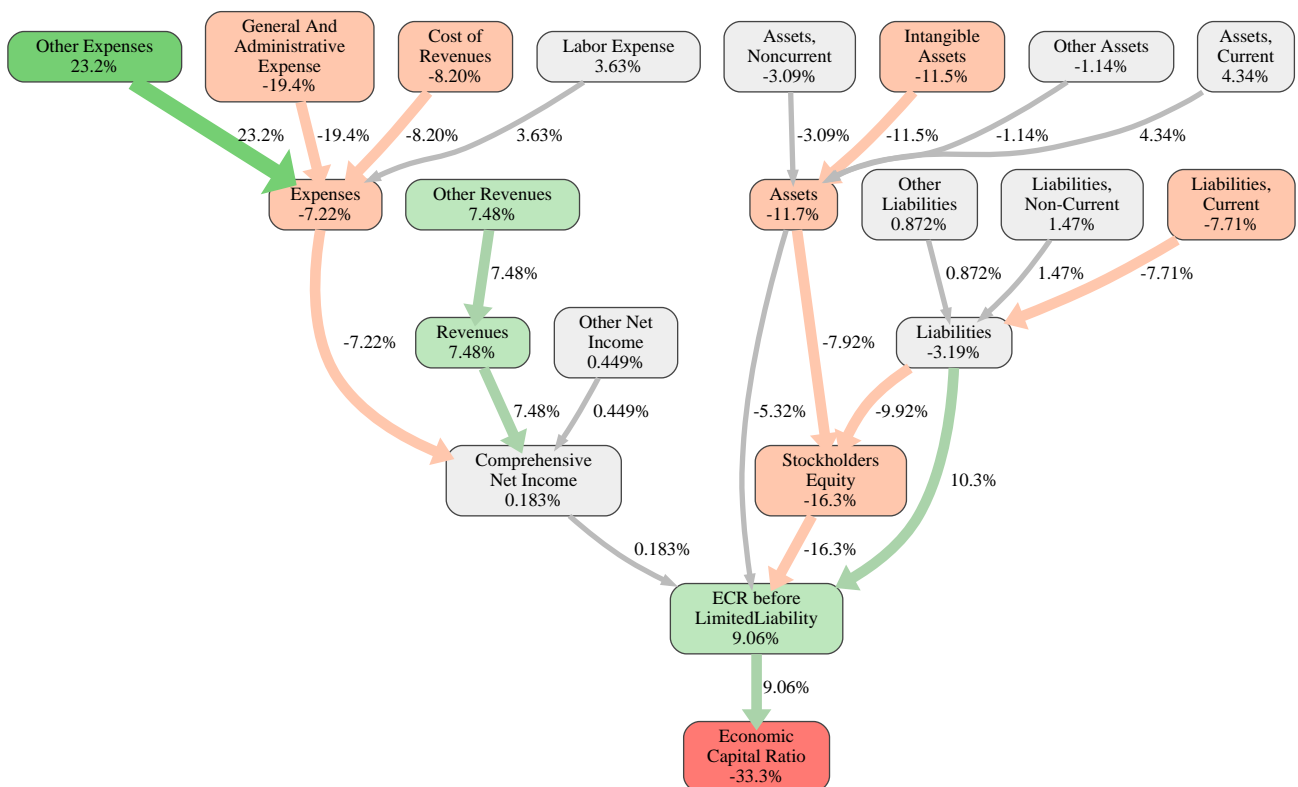 Other Expenses
23.2%
General And
Administrative
Expense
-19.4%
Cost of
Revenues
-8.20%
Labor Expense
3.63%
Assets,
Noncurrent
-3.09%
Intangible
Assets
-11.5%
Other Assets
-1.14%
Assets,
Current
4.34%
23.2%
-19.4%
-8.20%
3.63%
-3.09%
-11.5%
-1.14%
4.34%
Expenses
-7.22%
Other Revenues
7.48%
Assets
-11.7%
Other
Liabilities
0.872%
Liabilities,
Non-Current
1.47%
Liabilities,
Current
-7.71%
7.48%
0.872%
1.47%
-7.71%
-7.22%
Revenues
7.48%
Other Net
Income
0.449%
-7.92%
Liabilities
-3.19%
7.48%
0.449%
-5.32%
-9.92%
10.3%
Comprehensive
Net Income
0.183%
Stockholders
Equity
-16.3%
0.183%
-16.3%
ECR before
LimitedLiability
9.06%
9.06%
Economic
Capital Ratio
-33.3%